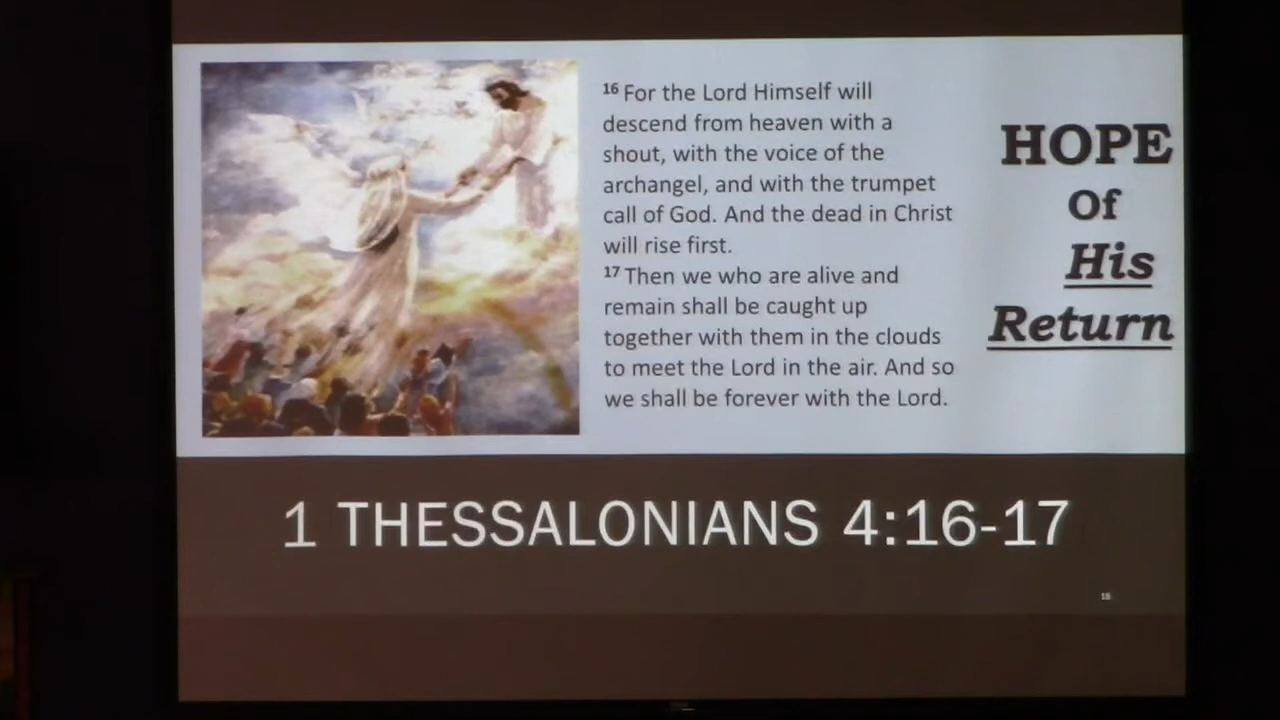 ¹⁶ For the Lord Himself will
descend from heaven with a
shout, with the voice of the
archangel, and with the trumpet
call of God. And the dead in Christ
will rise first.
¹⁷ Then we who are alive and
remain shall be caught up
together with them in the clouds
to meet the Lord in the air. And so
we shall be forever with the Lord.
HOPE
Of
His
Return
1 THESSALONIANS 4:16-17